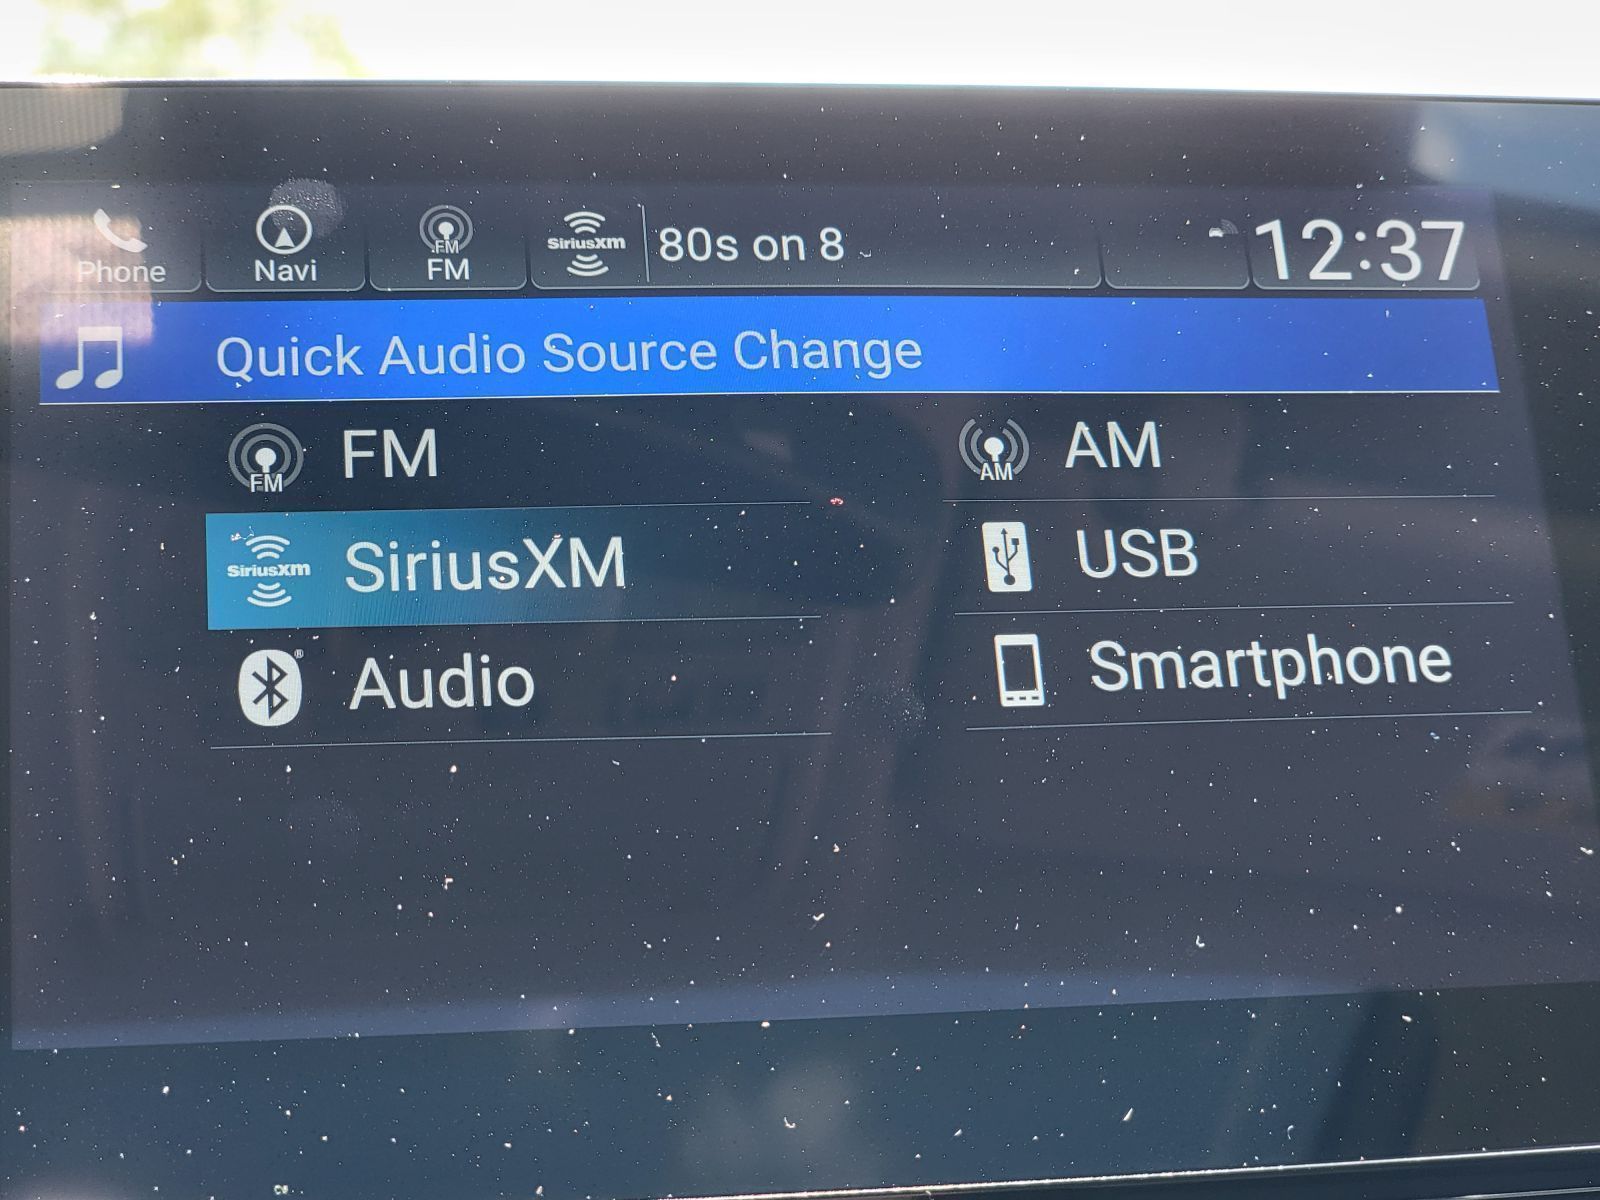 Phone
Navi
FM
FM
SiriusXM
80s on 8
12:37
Quick Audio Source Change
FM
FM
AM
AM
SiriusXM
SiriusXM
USB
® Audio
Smartphone